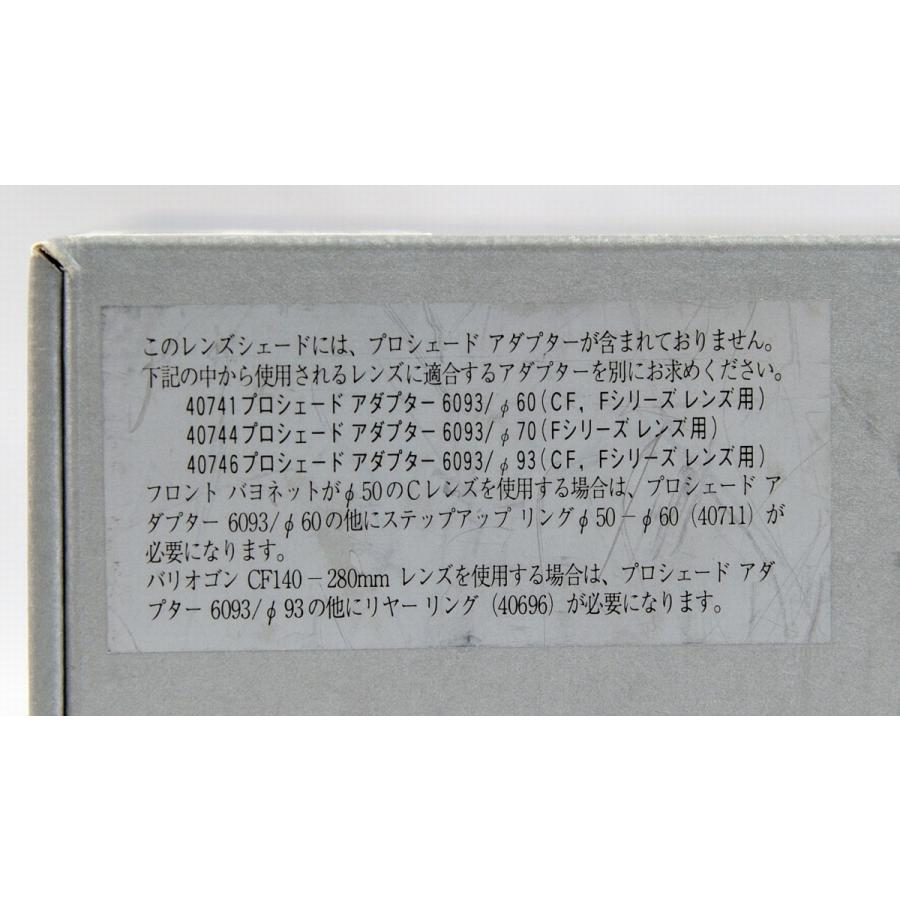 このレンズシェードには、プロシェード アダプターが含まれておりません。
下記の中から使用されるレンズに適合するアダプターを別にお求めください。
40741プロシェード アダプター 6093/φ60(CF, Fシリーズ レンズ用)
40744プロシェード アダプター 6093/φ70(Fシリーズ レンズ用)
40746プロシェード アダプター 6093/φ93(CF, Fシリーズ レンズ用)
フロント バヨネットがφ50のCレンズを使用する場合は、プロシェード ア
ダプター 6093/φ60の他にステップアップ リングφ50－φ60 (40711) が
必要になります。
バリオゴン CF140－280mm レンズを使用する場合は、プロシェード アダ
プター 6093/φ93の他にリヤー リング (40696) が必要になります。